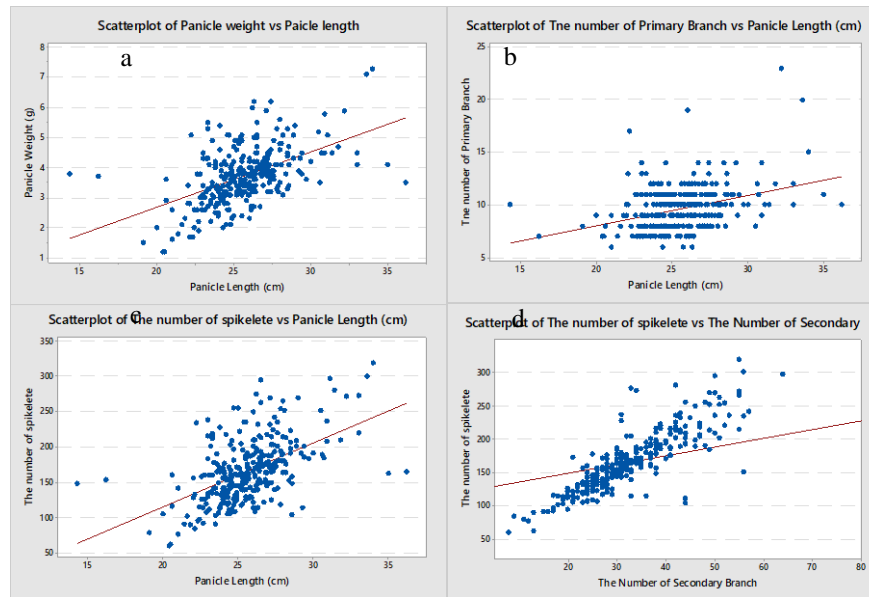 Scatterplot of Panicle weight vs Paicle length
a
8
7
6
5
4
3
2
1
Panicle Weight (g)
15 20 25 30 35
Panicle Length (cm)
Scatterplot of Tne number of Primary Branch vs Panicle Length (cm)
b
25
20
15
10
5
The number of Primary Branch
15 20 25 30 35
Panicle Length (cm)
Scatterplot of The number of spikelete vs Panicle Length (cm)
c
350
300
250
200
150
100
50
The number of spikelete
15 20 25 30 35
Panicle Length (cm)
Scatterplot of The number of spikelete vs The Number of Secondary
d
300
250
200
150
100
50
The number of spikelete
20 30 40 50 60 70 80
The Number of Secondary Branch